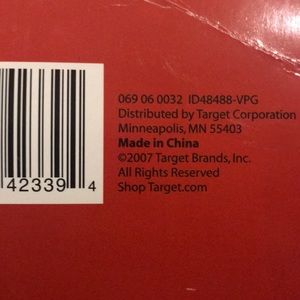 069 06 0032 ID48488-VPG
Distributed by Target Corporation
Minneapolis, MN 55403
Made in China
©2007 Target Brands, Inc.
All Rights Reserved
Shop Target.com
42339 4